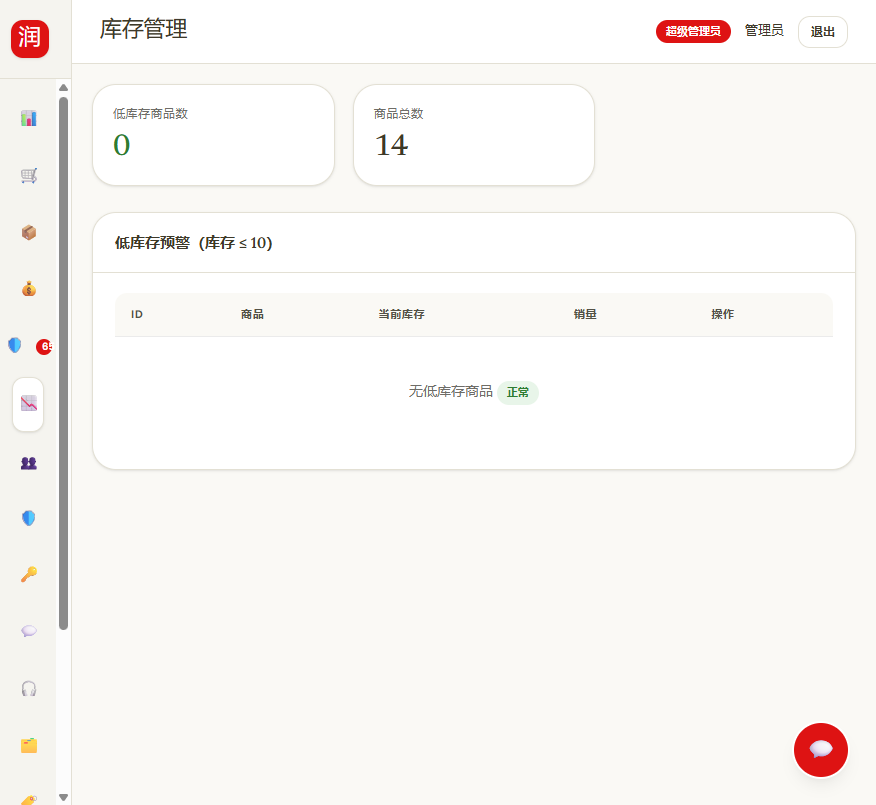 润
库存管理
超级管理员
管理员
退出
低库存商品数
0
商品总数
14
低库存预警（库存 ≤ 10）
ID
商品
当前库存
销量
操作
无低库存商品
正常